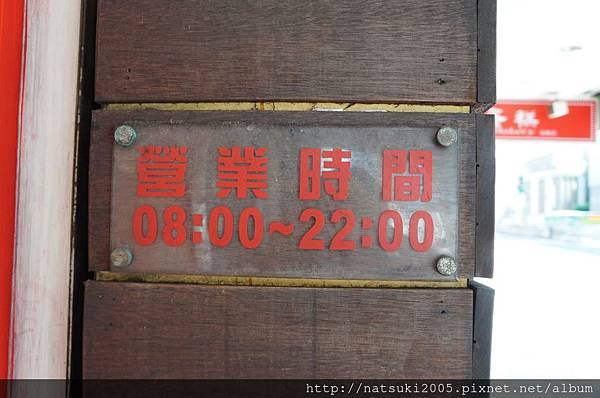 營業時間
08:00~22:00
http://natsuki2005.pixnet.net/album